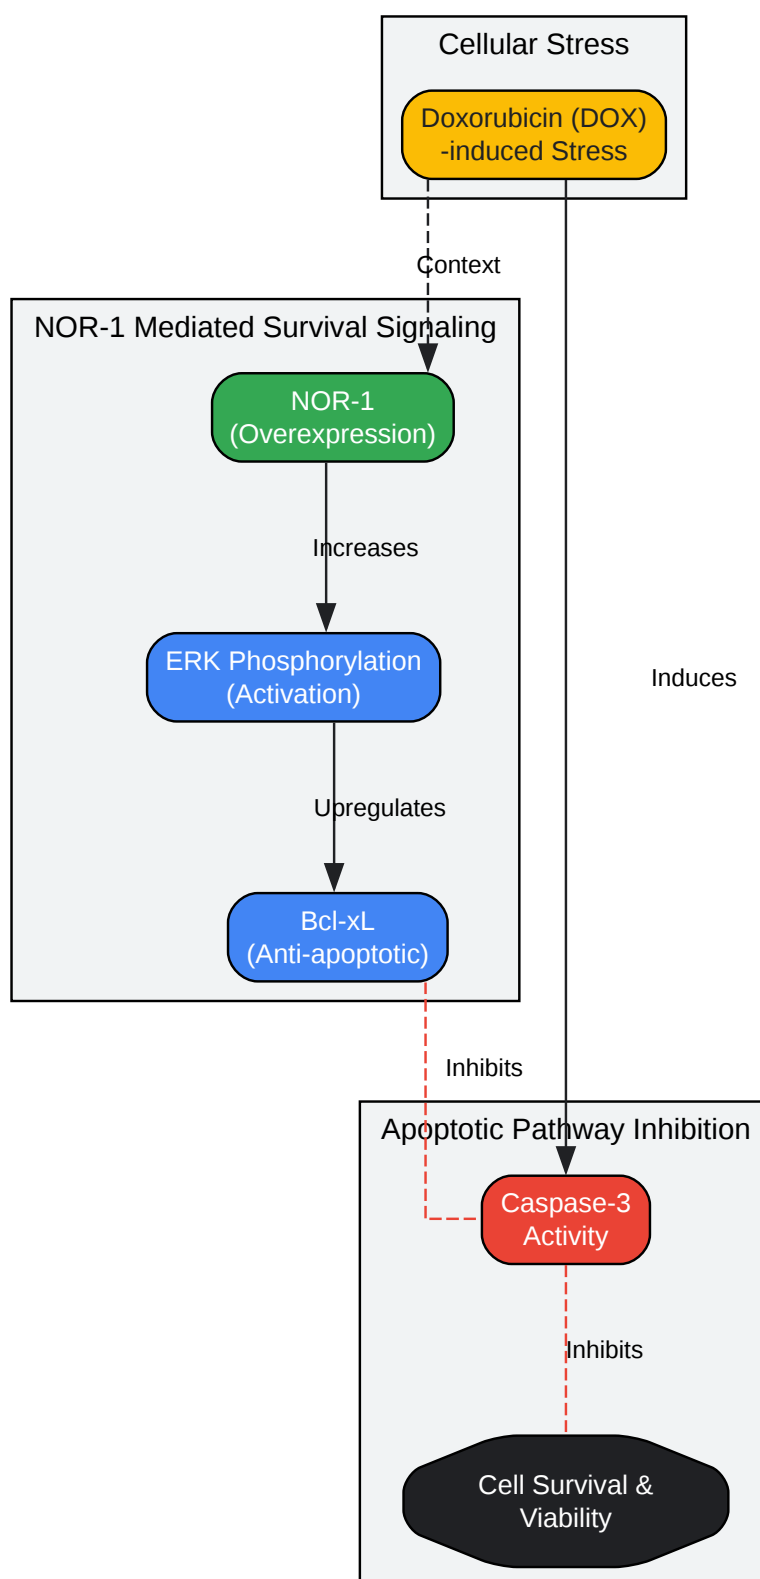 Cellular Stress
Doxorubicin (DOX)
-induced Stress
Context
NOR-1 Mediated Survival Signaling
NOR-1
(Overexpression)
Increases
ERK Phosphorylation
(Activation)
Induces
Upregulates
Bcl-xL
(Anti-apoptotic)
Inhibits
Apoptotic Pathway Inhibition
Caspase-3
Activity
Inhibits
Cell Survival &
Viability